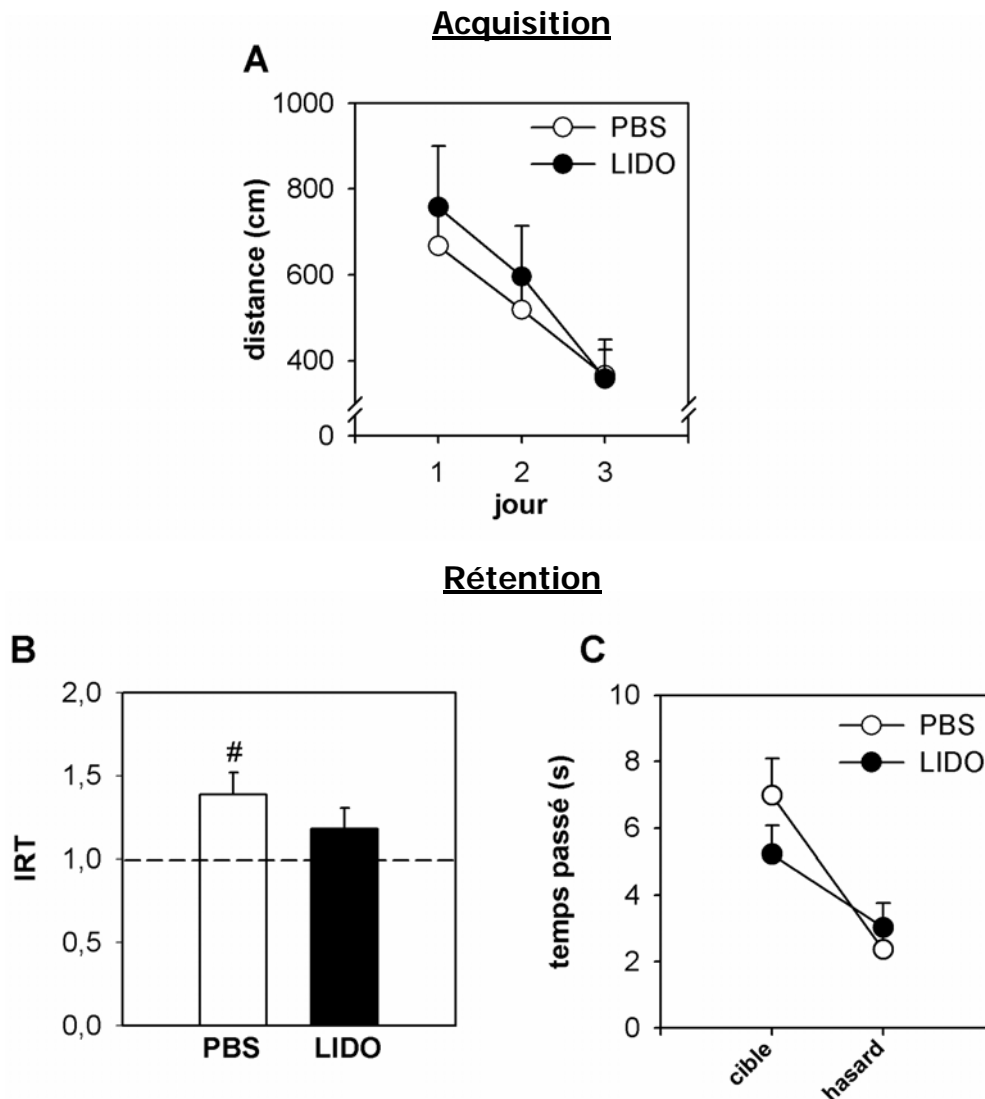 Acquisition
A
1000
800
600
400
0
distance (cm)
PBS
LIDO
1 2 3
jour
Rétention
B
2,0
1,5
1,0
0,5
0,0
IRT
#
PBS LIDO
C
10
8
6
4
2
0
temps passé (s)
PBS
LIDO
cible
hasard